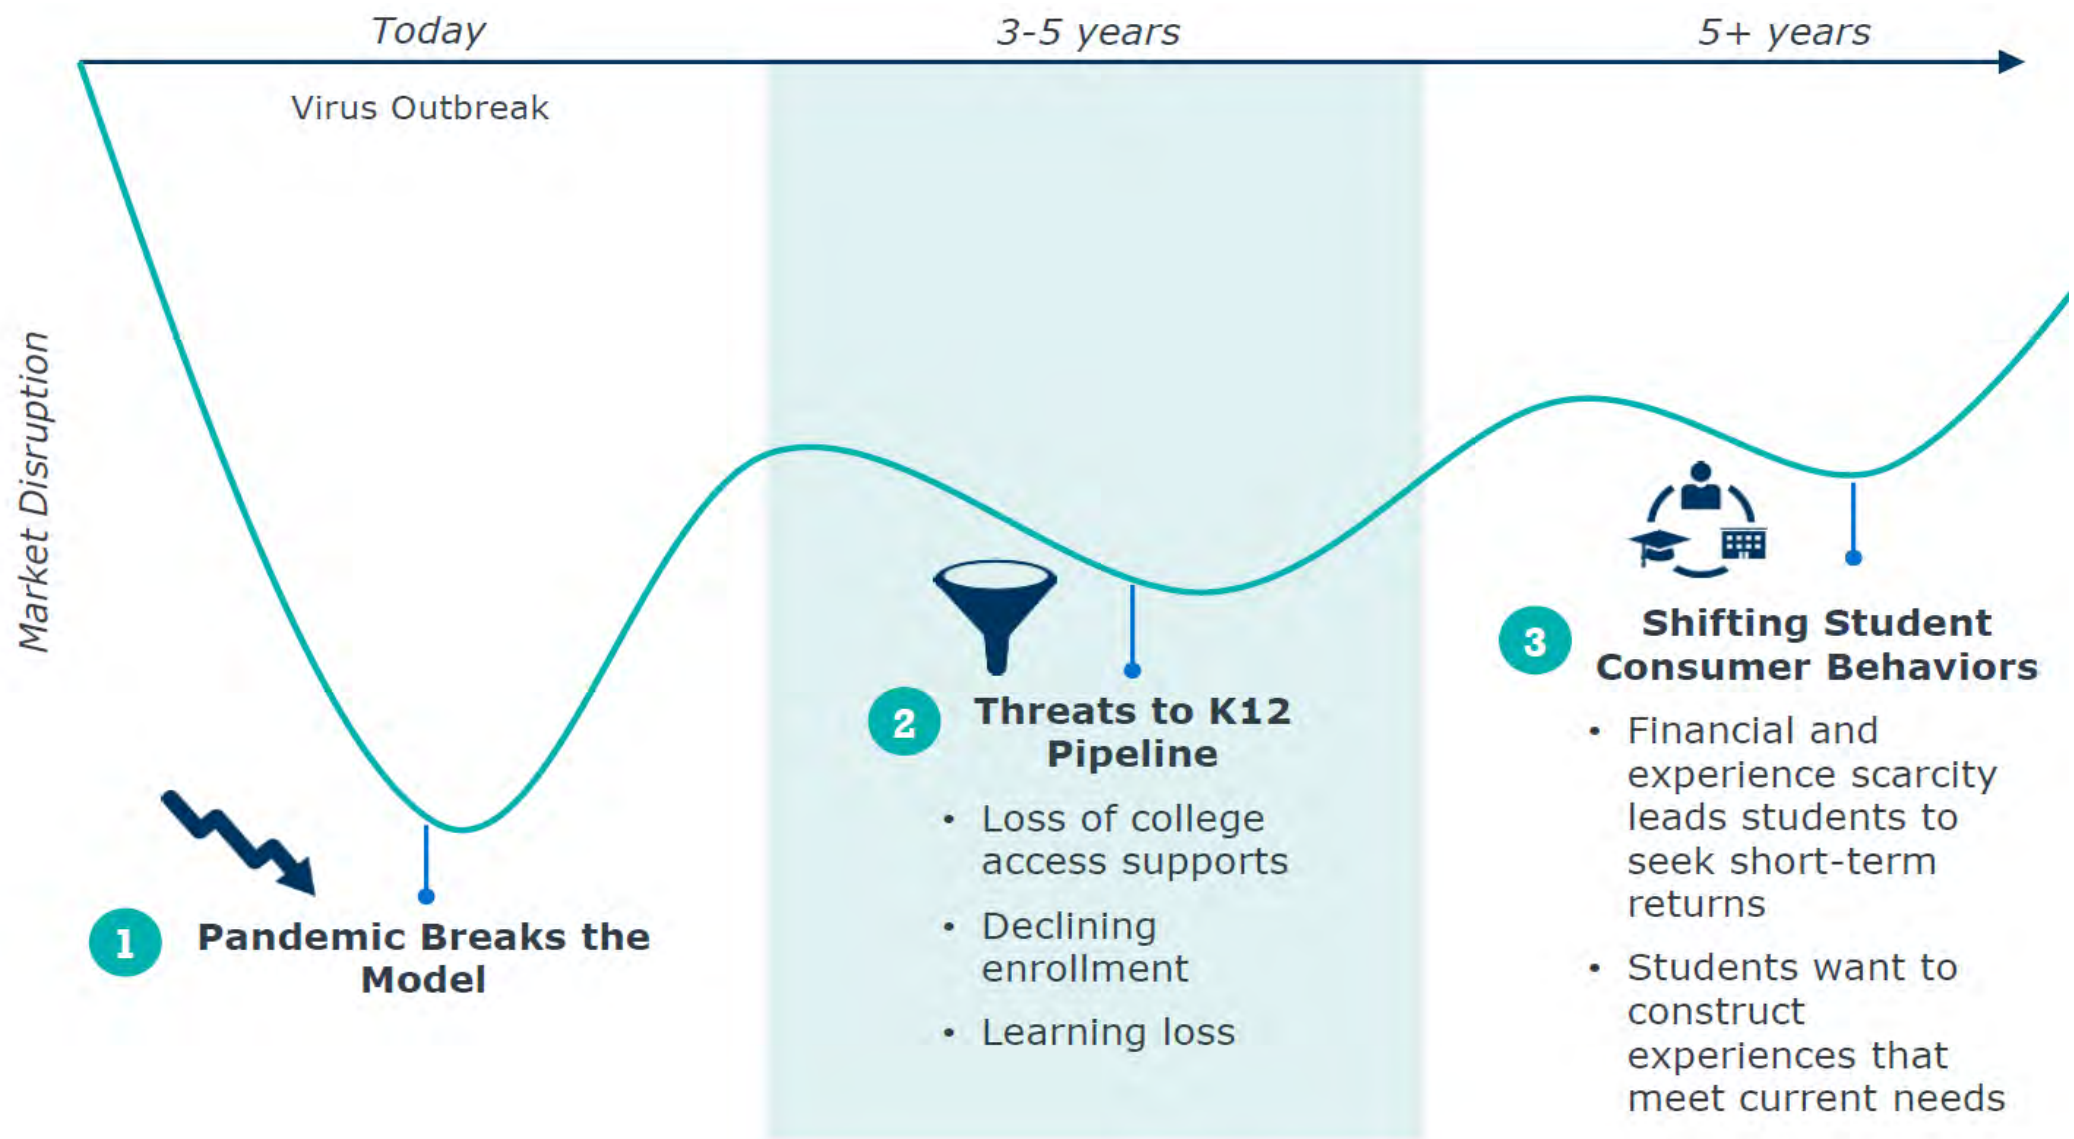 Today
3-5 years
5+ years
Virus Outbreak
Market Disruption
1
Pandemic Breaks the
Model
2
Threats to K12
Pipeline
• Loss of college
access supports
• Declining
enrollment
• Learning loss
3
Shifting Student
Consumer Behaviors
• Financial and
experience scarcity
leads students to
seek short-term
returns
• Students want to
construct
experiences that
meet current needs